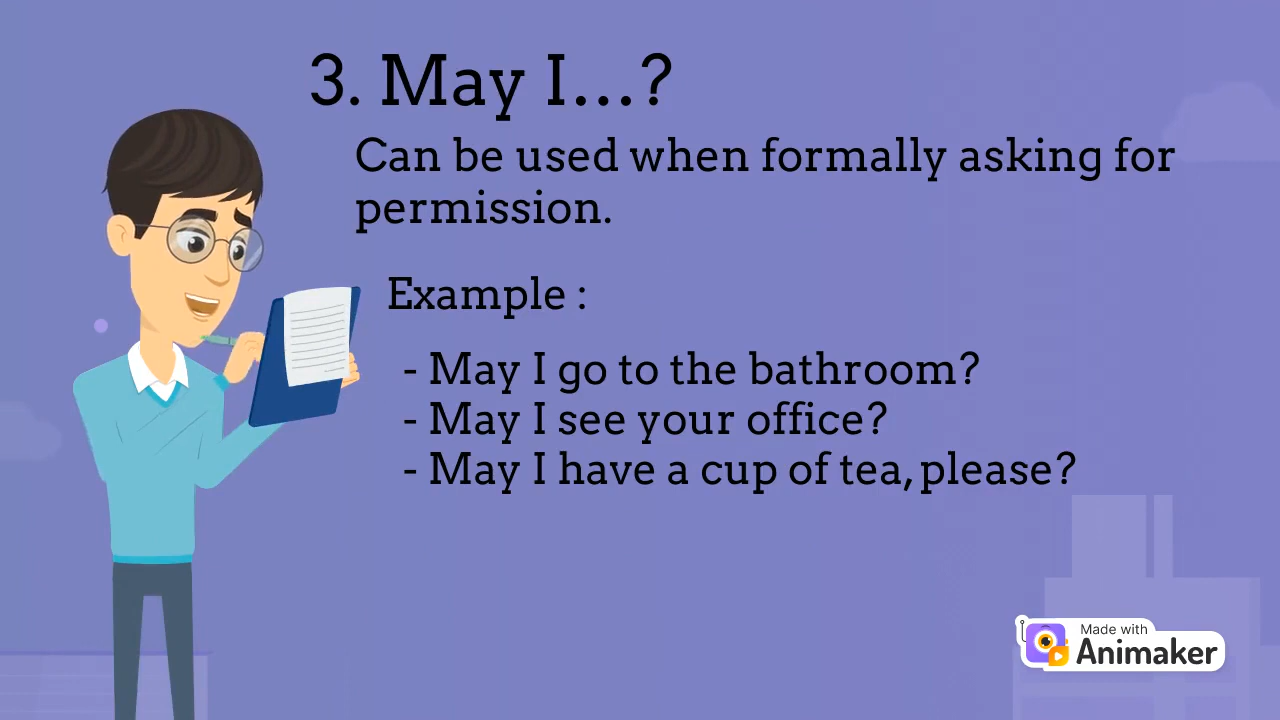 3. May I...?
Can be used when formally asking for
permission.
Example :
- May I go to the bathroom?
- May I see your office?
- May I have a cup of tea, please?
Made with
Animaker